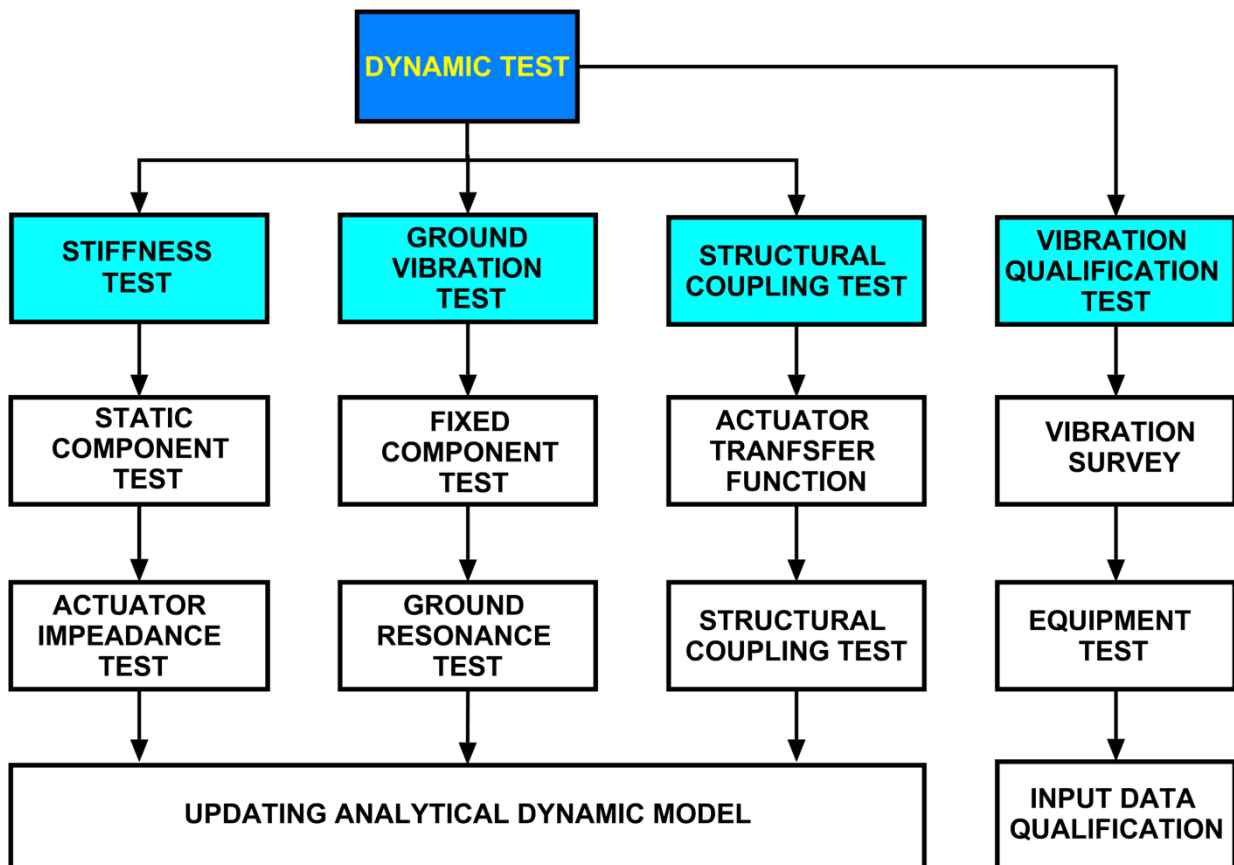 DYNAMIC TEST
STIFFNESS
TEST
GROUND
VIBRATION
TEST
STRUCTURAL
COUPLING TEST
VIBRATION
QUALIFICATION
TEST
STATIC
COMPONENT
TEST
FIXED
COMPONENT
TEST
ACTUATOR
TRANFSFER
FUNCTION
VIBRATION
SURVEY
ACTUATOR
IMPEADANCE
TEST
GROUND
RESONANCE
TEST
STRUCTURAL
COUPLING TEST
EQUIPMENT
TEST
UPDATING ANALYTICAL DYNAMIC MODEL
INPUT DATA
QUALIFICATION